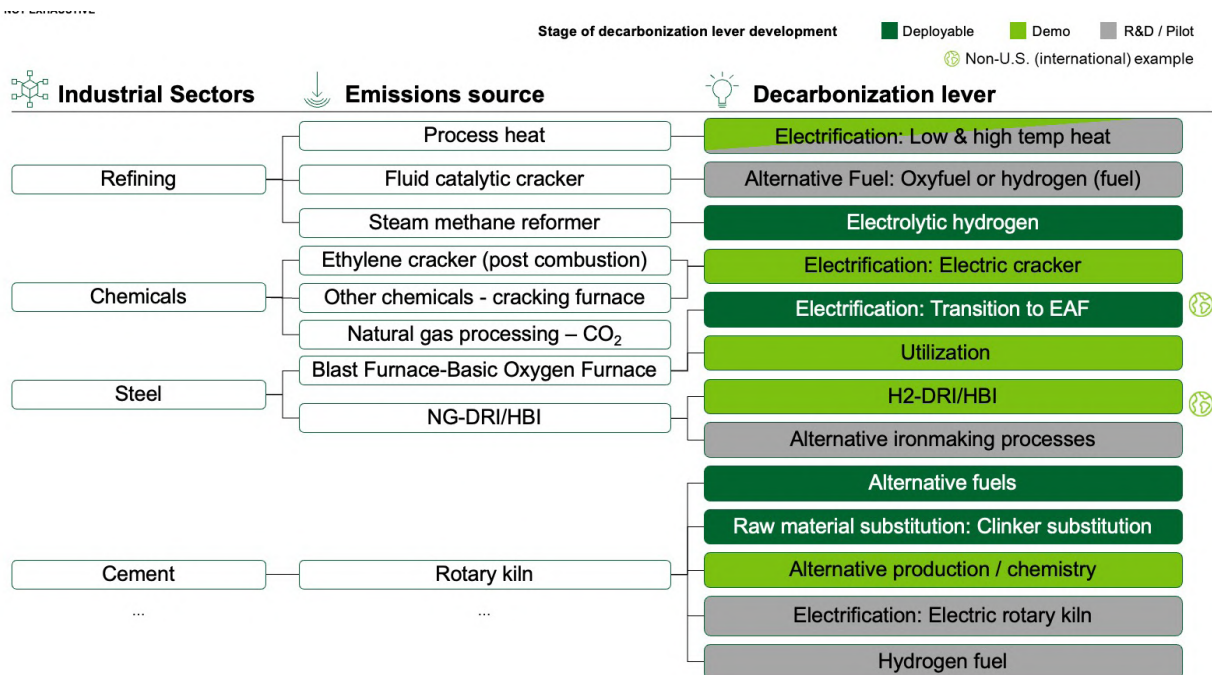 NOT EXHAUSTIVE
Stage of decarbonization lever development
Deployable
Demo
R&D / Pilot
Non-U.S. (international) example
Industrial Sectors
Emissions source
Decarbonization lever
Refining
Process heat
Electrification: Low & high temp heat
Fluid catalytic cracker
Alternative Fuel: Oxyfuel or hydrogen (fuel)
Steam methane reformer
Electrolytic hydrogen
Chemicals
Ethylene cracker (post combustion)
Other chemicals - cracking furnace
Electrification: Electric cracker
Natural gas processing – CO₂
Steel
Blast Furnace-Basic Oxygen Furnace
Electrification: Transition to EAF
Utilization
NG-DRI/HBI
H2-DRI/HBI
Alternative ironmaking processes
Cement
Rotary kiln
Alternative fuels
Raw material substitution: Clinker substitution
Alternative production / chemistry
Electrification: Electric rotary kiln
Hydrogen fuel
...
...